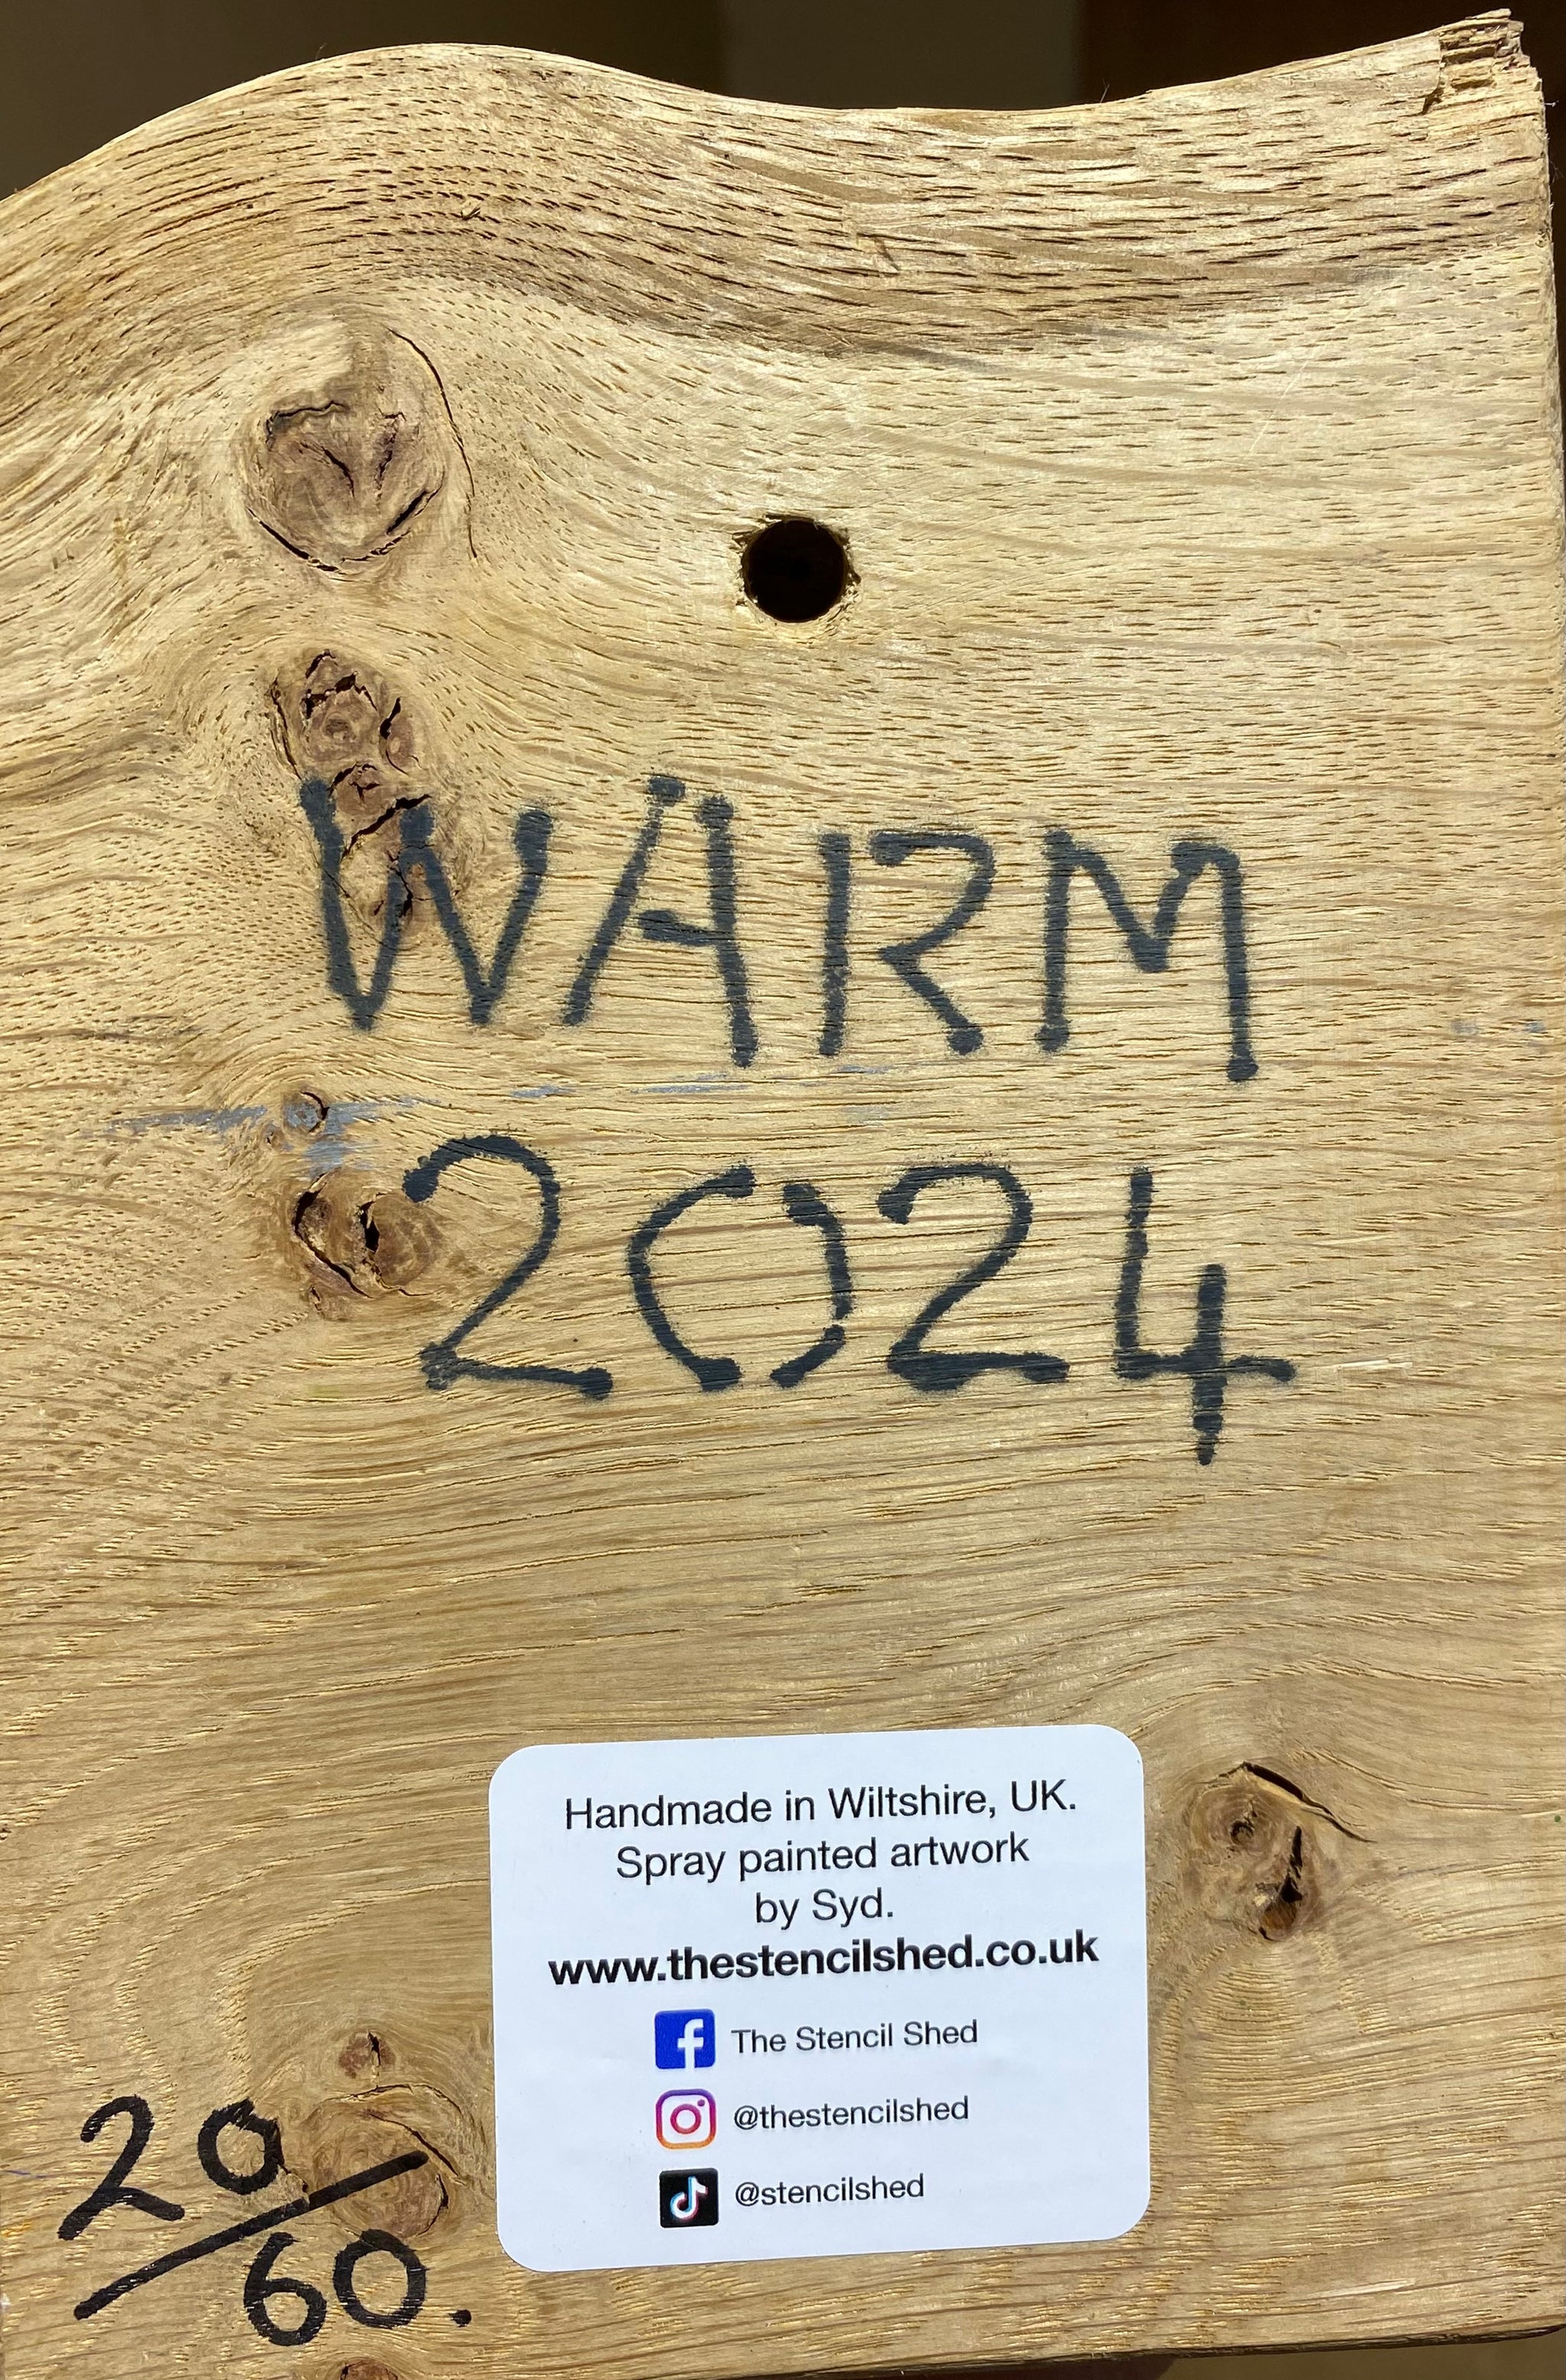 WARM
2024
Handmade in Wiltshire, UK.
Spray painted artwork
by Syd.
www.thestencilshed.co.uk
The Stencil Shed
@thestencilshed
@stencilshed
20/60.